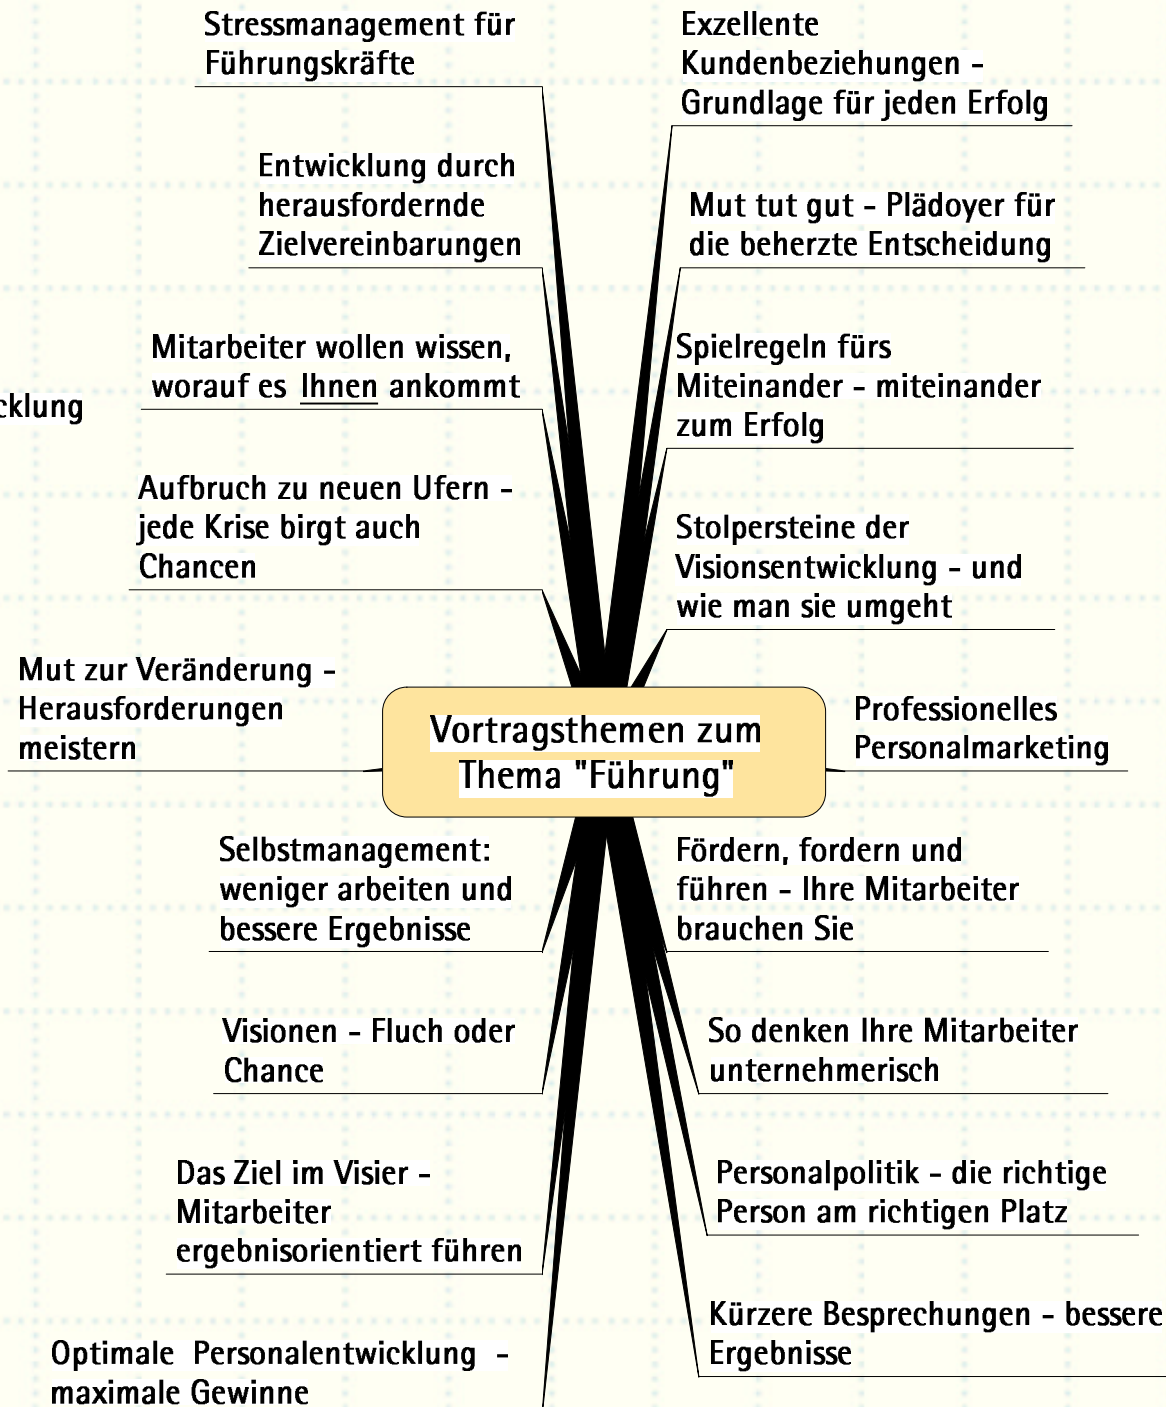 Stressmanagement für
Führungskräfte
Entwicklung durch
herausfordernde
Zielvereinbarungen
Mitarbeiter wollen wissen,
worauf es Ihnen ankommt
Aufbruch zu neuen Ufern -
jede Krise birgt auch
Chancen
Mut zur Veränderung -
Herausforderungen
meistern
Selbstmanagement:
weniger arbeiten und
bessere Ergebnisse
Visionen - Fluch oder
Chance
Das Ziel im Visier -
Mitarbeiter
ergebnisorientiert führen
Optimale Personalentwicklung -
maximale Gewinne
Vortragsthemen zum
Thema "Führung"
Exzellente
Kundenbeziehungen -
Grundlage für jeden Erfolg
Mut tut gut - Plädoyer für
die beherzte Entscheidung
Spielregeln fürs
Miteinander - miteinander
zum Erfolg
Stolpersteine der
Visionsentwicklung - und
wie man sie umgeht
Professionelles
Personalmarketing
Fördern, fordern und
führen - Ihre Mitarbeiter
brauchen Sie
So denken Ihre Mitarbeiter
unternehmerisch
Personalpolitik - die richtige
Person am richtigen Platz
Kürzere Besprechungen - bessere
Ergebnisse